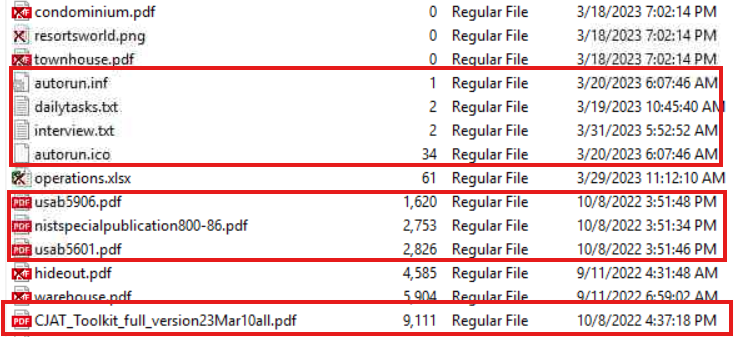 condominium.pdf 0 Regular File 3/18/2023 7:02:14 PM
resortsworld.png 0 Regular File 3/18/2023 7:02:14 PM
townhouse.pdf 0 Regular File 3/18/2023 7:02:14 PM
autorun.inf 1 Regular File 3/20/2023 6:07:46 AM
dailytasks.txt 2 Regular File 3/19/2023 10:45:40 AM
interview.txt 2 Regular File 3/31/2023 5:52:52 AM
autorun.ico 34 Regular File 3/20/2023 6:07:46 AM
operations.xlsx 61 Regular File 3/29/2023 11:12:10 AM
PDF usab5906.pdf 1,620 Regular File 10/8/2022 3:51:48 PM
PDF nistspecialpublication800-86.pdf 2,753 Regular File 10/8/2022 3:51:34 PM
PDF usab5601.pdf 2,826 Regular File 10/8/2022 3:51:46 PM
hideout.pdf 4,585 Regular File 9/11/2022 4:31:48 AM
warehouse.pdf 5,904 Regular File 9/11/2022 6:59:02 AM
PDF CJAT_Toolkit_full_version23Mar10all.pdf 9,111 Regular File 10/8/2022 4:37:18 PM